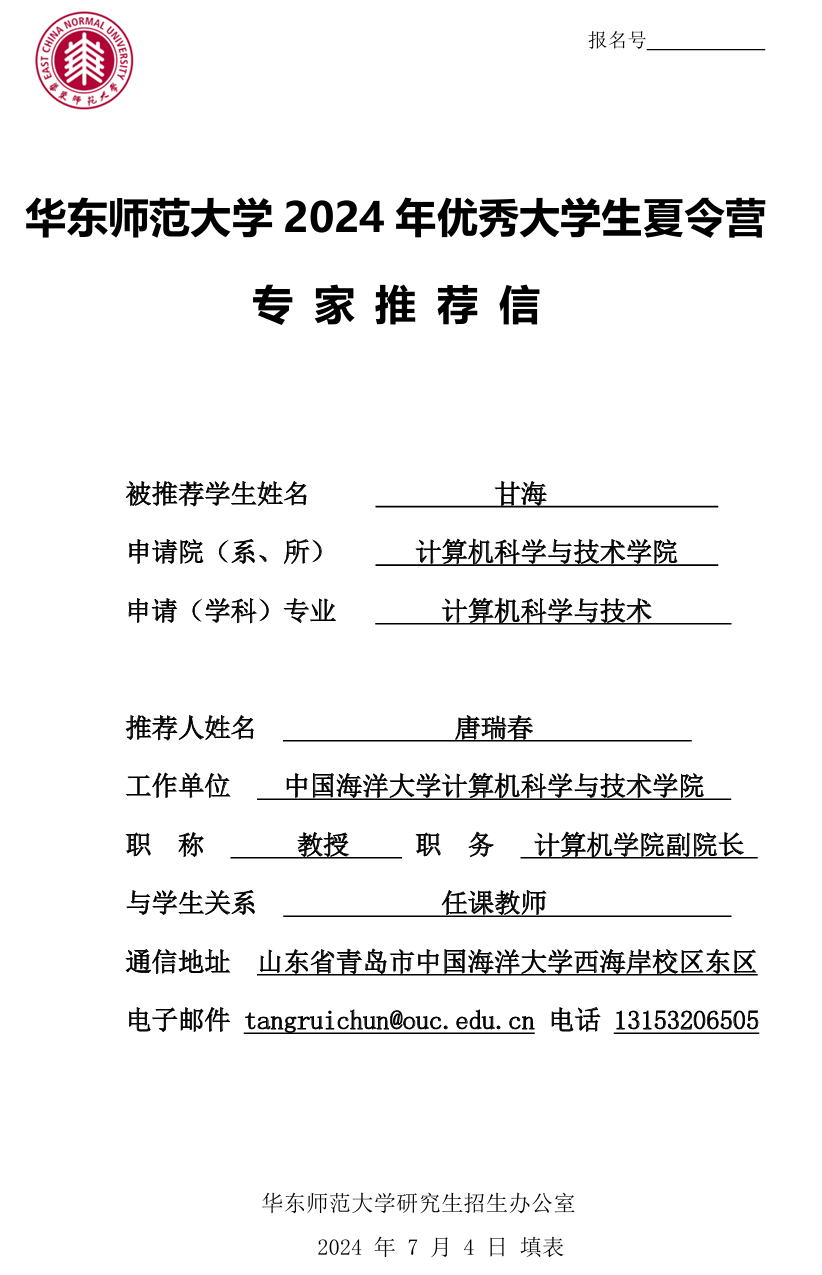 EAST CHINA NORMAL UNIVERSITY
华东师范大学
报名号
华东师范大学 2024 年优秀大学生夏令营
专 家 推 荐 信
被推荐学生姓名 甘海
申请院（系、所） 计算机科学与技术学院
申请（学科）专业 计算机科学与技术
推荐人姓名 唐瑞春
工作单位 中国海洋大学计算机科学与技术学院
职 称 教授 职 务 计算机学院副院长
与学生关系 任课教师
通信地址 山东省青岛市中国海洋大学西海岸校区东区
电子邮件 tangruichun@ouc.edu.cn 电话 13153206505
华东师范大学研究生招生办公室
2024 年 7 月 4 日 填表